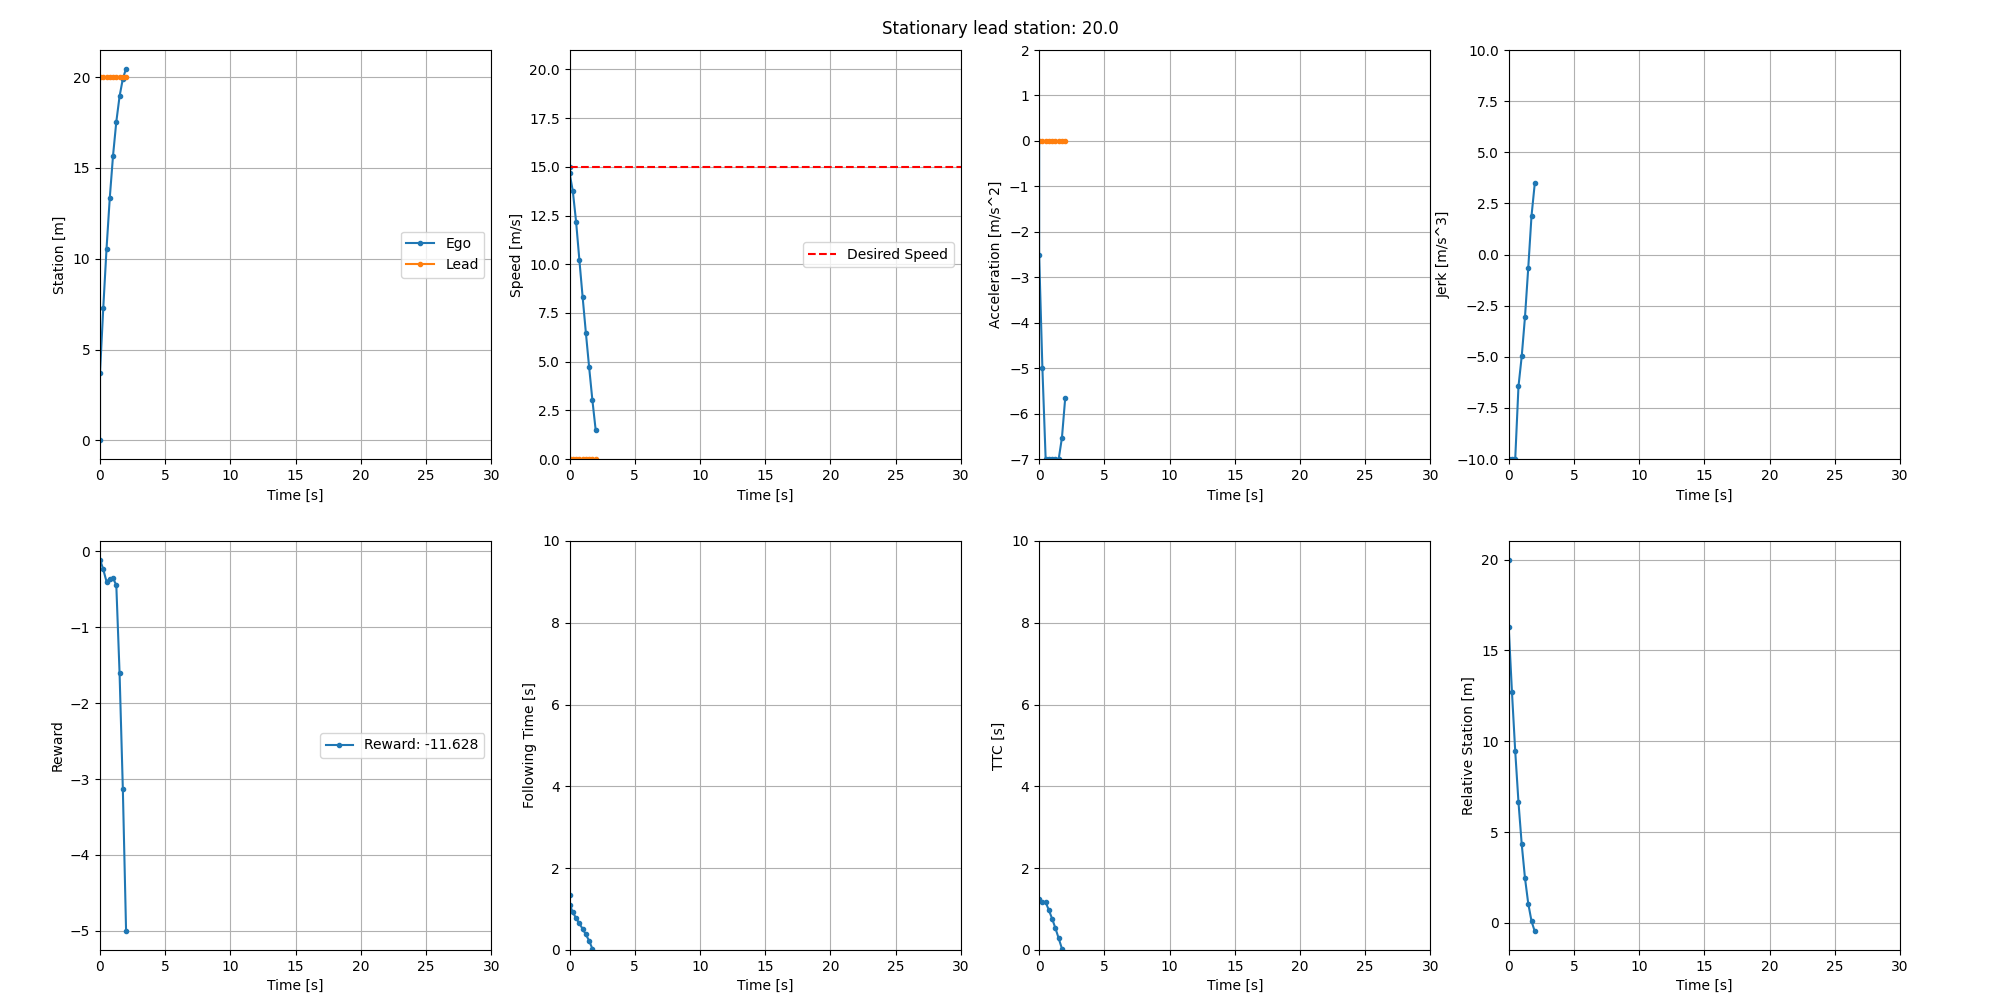 Stationary lead station: 20.0
20
15
10
5
0
Station [m]
Ego
Lead
0 5 10 15 20 25 30
Time [s]
20.0
17.5
15.0
12.5
10.0
7.5
5.0
2.5
0.0
Speed [m/s]
Desired Speed
0 5 10 15 20 25 30
Time [s]
2
1
0
−1
−2
−3
−4
−5
−6
−7
Acceleration [m/s^2]
0 5 10 15 20 25 30
Time [s]
10.0
7.5
5.0
2.5
0.0
−2.5
−5.0
−7.5
−10.0
Jerk [m/s^3]
0 5 10 15 20 25 30
Time [s]
0
−1
−2
−3
−4
−5
Reward
Reward: -11.628
0 5 10 15 20 25 30
Time [s]
10
8
6
4
2
0
Following Time [s]
0 5 10 15 20 25 30
Time [s]
10
8
6
4
2
0
TTC [s]
0 5 10 15 20 25 30
Time [s]
20
15
10
5
0
Relative Station [m]
0 5 10 15 20 25 30
Time [s]